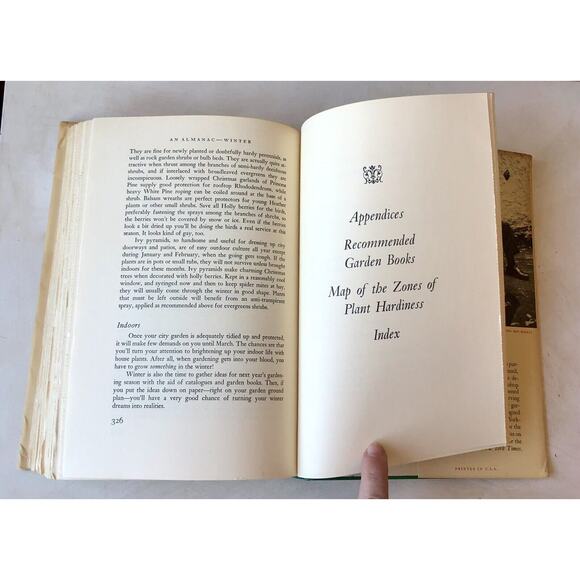 AN ALMANAC—WINTER
They are fine for newly planted or doubtfully hardy perennials, as
well as rock garden shrubs or bulb beds. They are actually quite at-
tractive when thrust among the branches of semi-hardy deciduous
shrubs, and if interlaced with broadleaved evergreens they are
inconspicuous. Loosely wrapped Christmas garlands of Princess
Pine supply good protection for rooftop Rhododendrons, while
heavy White Pine roping can be coiled around at the base of a
shrub. Balsam wreaths are perfect protectors for young Heather
plants or other small shrubs. Save all Holly berries for the birds,
preferably fastening the sprays among the branches of shrubs, so
the berries won't be covered by snow or ice. Even if the berries
look a bit dried up you'll be doing the birds a real service at this
season. It looks kind of gay, too.
Ivy pyramids, so handsome and useful for dressing up city
doorways and patios, are of easy outdoor culture all year except
during January and February, when the going gets tough. If the
plants are in pots or small tubs, they will not survive unless brought
indoors for these months. Ivy pyramids make charming Christmas
trees when decorated with holly berries. Kept in a reasonably cool
window, and syringed now and then to keep spider mites at bay,
they will usually come through the winter in good shape. Plants
that must be left outside will benefit from an anti-transpirant
spray, applied as recommended above for evergreens shrubs.
Indoors
Once your city garden is adequately tidied up and protected,
it will make few demands on you until March. The chances are that
you'll turn your attention to brightening up your indoor life with
house plants. After all, when gardening gets into your blood, you
have to grow something in the winter!
Winter is also the time to gather ideas for next year's garden-
ing season with the aid of catalogues and garden books. Then, if
you put the ideas down on paper—right on your garden ground
plan—you'll have a very good chance of turning your winter
dreams into realities.
326
Appendices
Recommended
Garden Books
Map of the Zones of
Plant Hardiness
Index
York-
for the
Times.
PRINTED IN U.S.A.